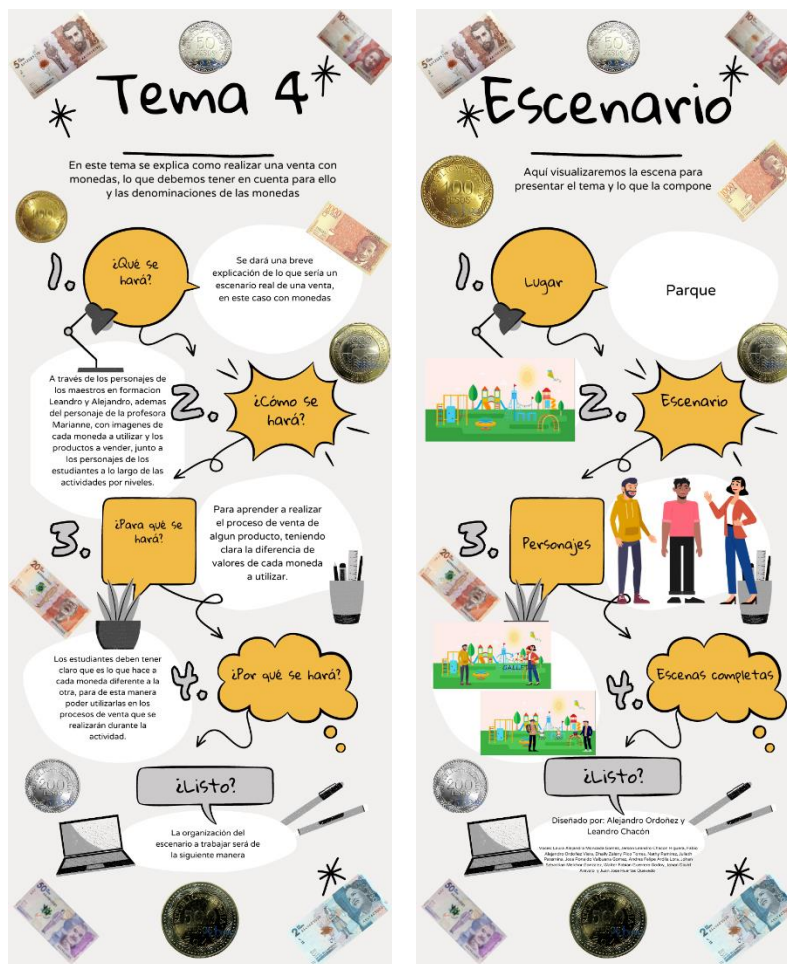 Tema 4
En este tema se explica como realizar una venta con
monedas, lo que debemos tener en cuenta para ello
y las denominaciones de las monedas
1.
¿Qué se
hará?
Se dará una breve
explicación de lo que sería un
escenario real de una venta,
en este caso con monedas
A través de los personajes de
los maestros en formacion
Leandro y Alejandro, ademas
del personaje de la profesora
Marianne, con imagenes de
cada moneda a utilizar y los
productos a vender, junto a
los personajes de los
estudiantes a lo largo de las
actividades por niveles.
2.
¿Cómo se
hará?
3.
¿Para qué se
hará?
Para aprender a realizar
el proceso de venta de
algun producto, teniendo
clara la diferencia de
valores de cada moneda
a utilizar.
Los estudiantes deben tener
claro que es lo que hace a
cada moneda diferente a la
otra, para de esta manera
poder utilizarlas en los
procesos de venta que se
realizarán durante la
actividad.
4.
¿Por qué se hará?
¿Listo?
La organización del
escenario a trabajar será de
la siguiente manera
Escenario
Aquí visualizaremos la escena para
presentar el tema y lo que la compone
100
PESOS
1.
Lugar
Parque
2.
Escenario
3.
Personajes
4.
Escenas completas
¿Listo?
Diseñado por: Alejandro Ordoñez y
Leandro Chacón